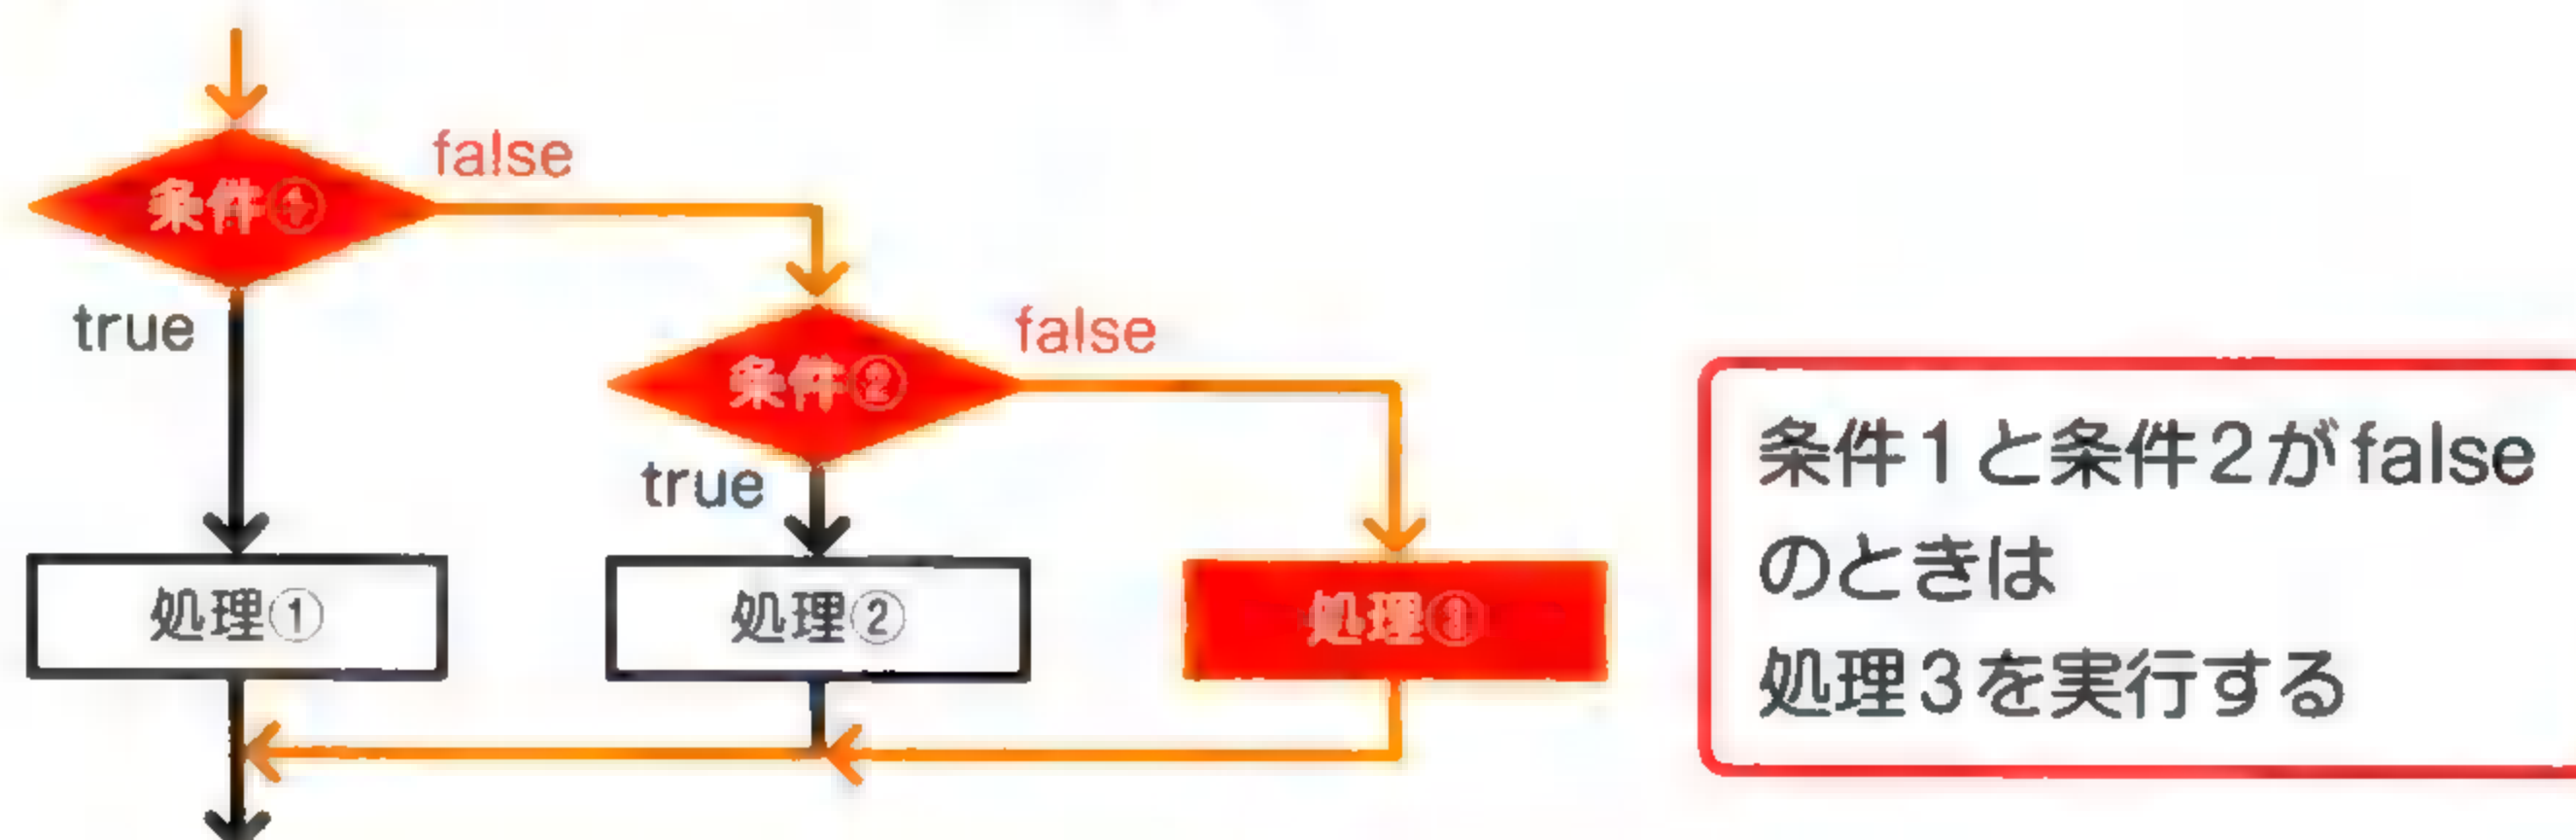 false
条件①
true
false
条件②
true
処理①
処理②
処理③
条件1と条件2がfalse
のときは
処理3を実行する